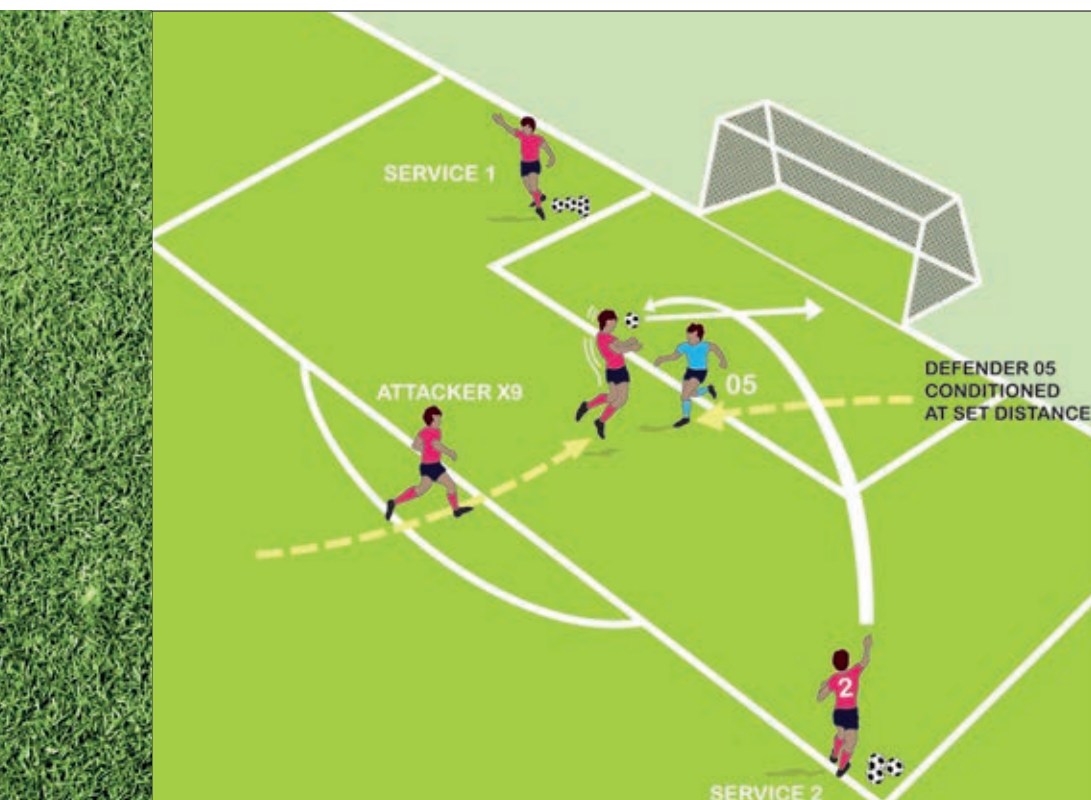 SERVICE 1
ATTACKER X9
05
DEFENDER 05
CONDITIONED
AT SET DISTANCE
2
SERVICE 2